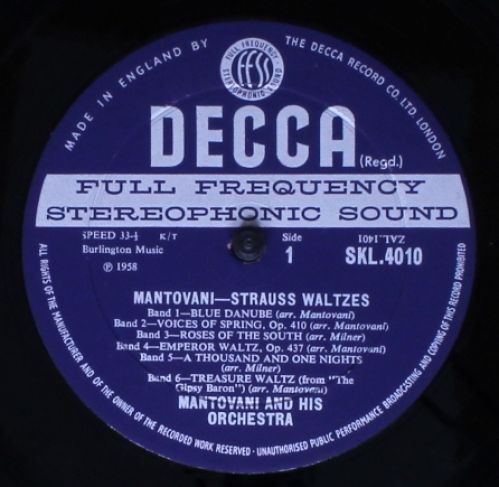 MADE IN ENGLAND BY THE DECCA RECORD CO., LTD. LONDON
FULL FREQUENCY
FFSS
STEREOPHONIC SOUND
DECCA (Regd.)
FULL FREQUENCY
STEREOPHONIC SOUND
SPEED 33-⅓ K/T
Burlington Music
℗ 1958
Side
1
ZAL.1401
SKL.4010
MANTOVANI—STRAUSS WALTZES
Band 1—BLUE DANUBE (arr. Mantovani)
Band 2—VOICES OF SPRING, Op. 410 (arr. Mantovani)
Band 3—ROSES OF THE SOUTH (arr. Milner)
Band 4—EMPEROR WALTZ, Op. 437 (arr. Mantovani)
Band 5—A THOUSAND AND ONE NIGHTS
(arr. Milner)
Band 6—TREASURE WALTZ (from "The
Gipsy Baron") (arr. Mantovani)
MANTOVANI AND HIS
ORCHESTRA
ALL RIGHTS OF THE MANUFACTURER AND OF THE OWNER OF THE RECORDED WORK RESERVED · UNAUTHORISED PUBLIC PERFORMANCE BROADCASTING AND COPYING OF THIS RECORD PROHIBITED